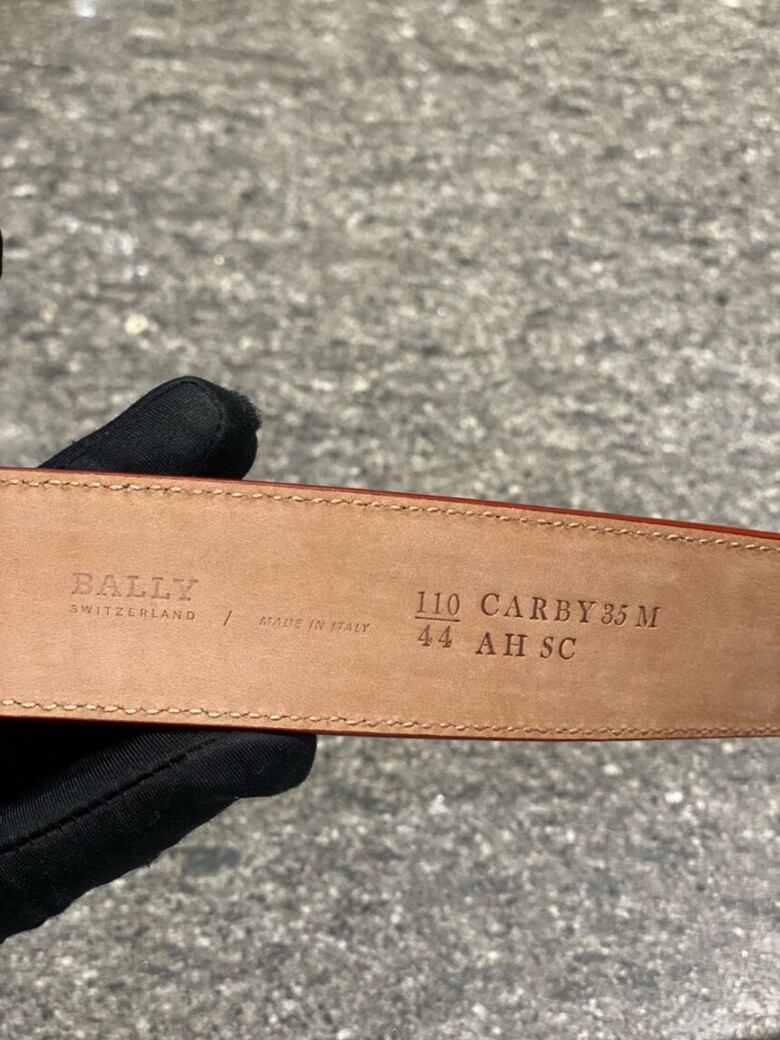 BALLY
SWITZERLAND / MADE IN ITALY
110 CARBY 35 M
44 AH SC